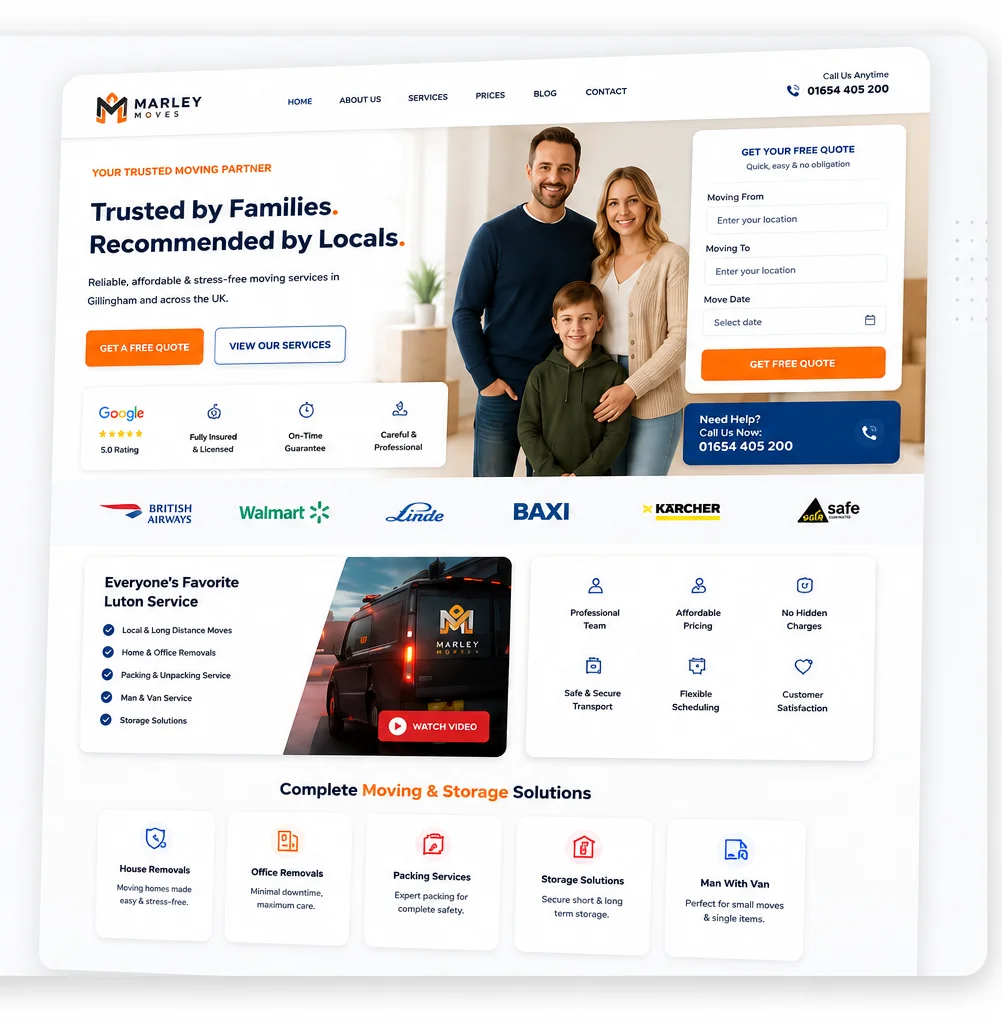 MARLEY
MOVES
HOME
ABOUT US
SERVICES
PRICES
BLOG
CONTACT
Call Us Anytime
01654 405 200
YOUR TRUSTED MOVING PARTNER
Trusted by Families.
Recommended by Locals.
Reliable, affordable & stress-free moving services in
Gillingham and across the UK.
GET A FREE QUOTE
VIEW OUR SERVICES
Google
5.0 Rating
Fully Insured
& Licensed
On-Time
Guarantee
Careful &
Professional
GET YOUR FREE QUOTE
Quick, easy & no obligation
Moving From
Enter your location
Moving To
Enter your location
Move Date
Select date
GET FREE QUOTE
Need Help?
Call Us Now:
01654 405 200
BRITISH
AIRWAYS
Walmart
Linde
BAXI
KÄRCHER
safe
Everyone's Favorite
Luton Service
Local & Long Distance Moves
Home & Office Removals
Packing & Unpacking Service
Man & Van Service
Storage Solutions
MARLEY
MOVES
WATCH VIDEO
Professional
Team
Affordable
Pricing
No Hidden
Charges
Safe & Secure
Transport
Flexible
Scheduling
Customer
Satisfaction
Complete Moving & Storage Solutions
House Removals
Moving homes made
easy & stress-free.
Office Removals
Minimal downtime,
maximum care.
Packing Services
Expert packing for
complete safety.
Storage Solutions
Secure short & long
term storage.
Man With Van
Perfect for small moves
& single items.